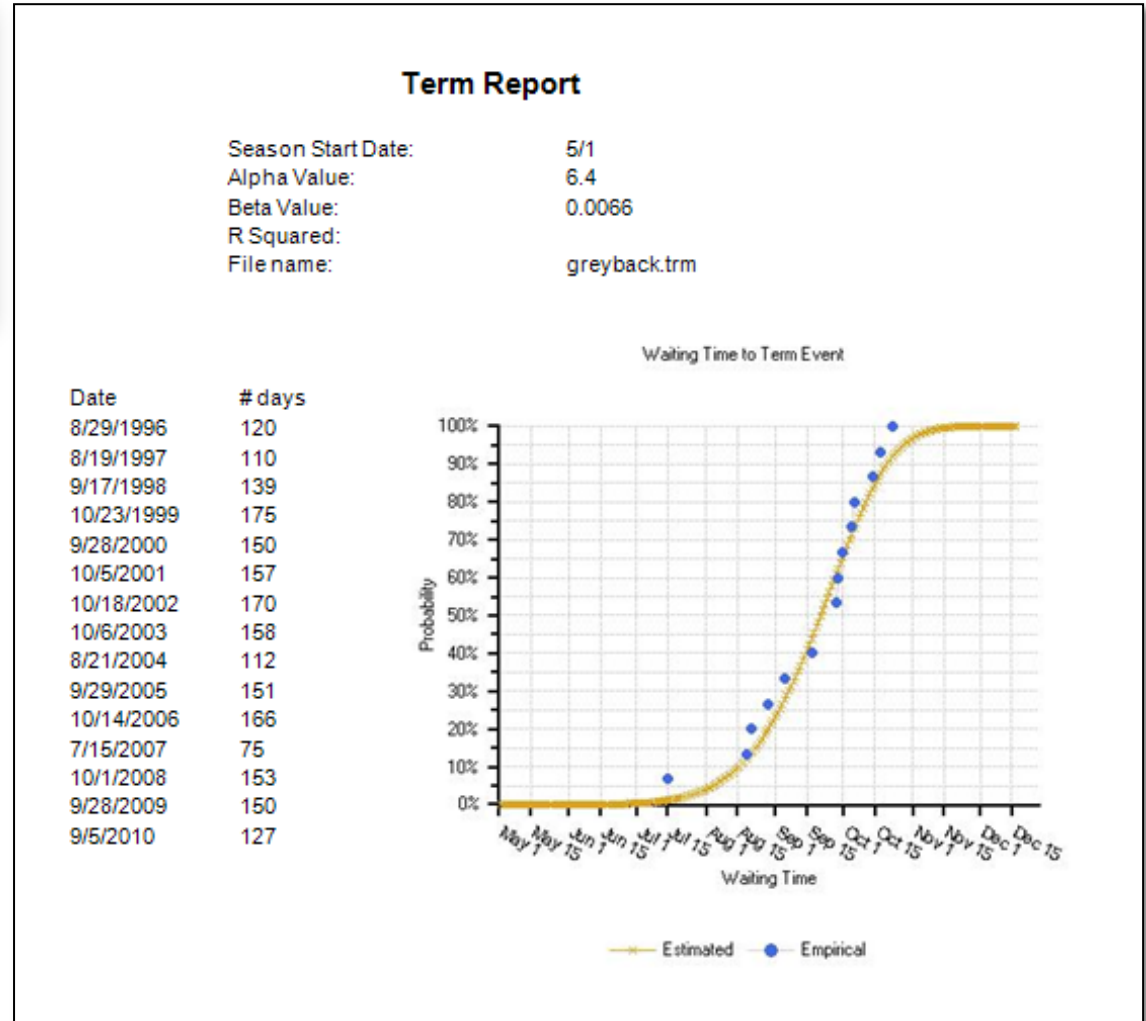 Term Report
Season Start Date: 5/1
Alpha Value: 6.4
Beta Value: 0.0066
R Squared:
File name: greyback.trm
Waiting Time to Term Event
Date # days
8/29/1996 120
8/19/1997 110
9/17/1998 139
10/23/1999 175
9/28/2000 150
10/5/2001 157
10/18/2002 170
10/6/2003 158
8/21/2004 112
9/29/2005 151
10/14/2006 166
7/15/2007 75
10/1/2008 153
9/28/2009 150
9/5/2010 127
Probability
100%
90%
80%
70%
60%
50%
40%
30%
20%
10%
0%
May 1 May 15 Jun 1 Jun 15 Jul 1 Jul 15 Aug 1 Aug 15 Sep 1 Sep 15 Oct 1 Oct 15 Nov 1 Nov 15 Dec 1 Dec 15
Waiting Time
Estimated Empirical